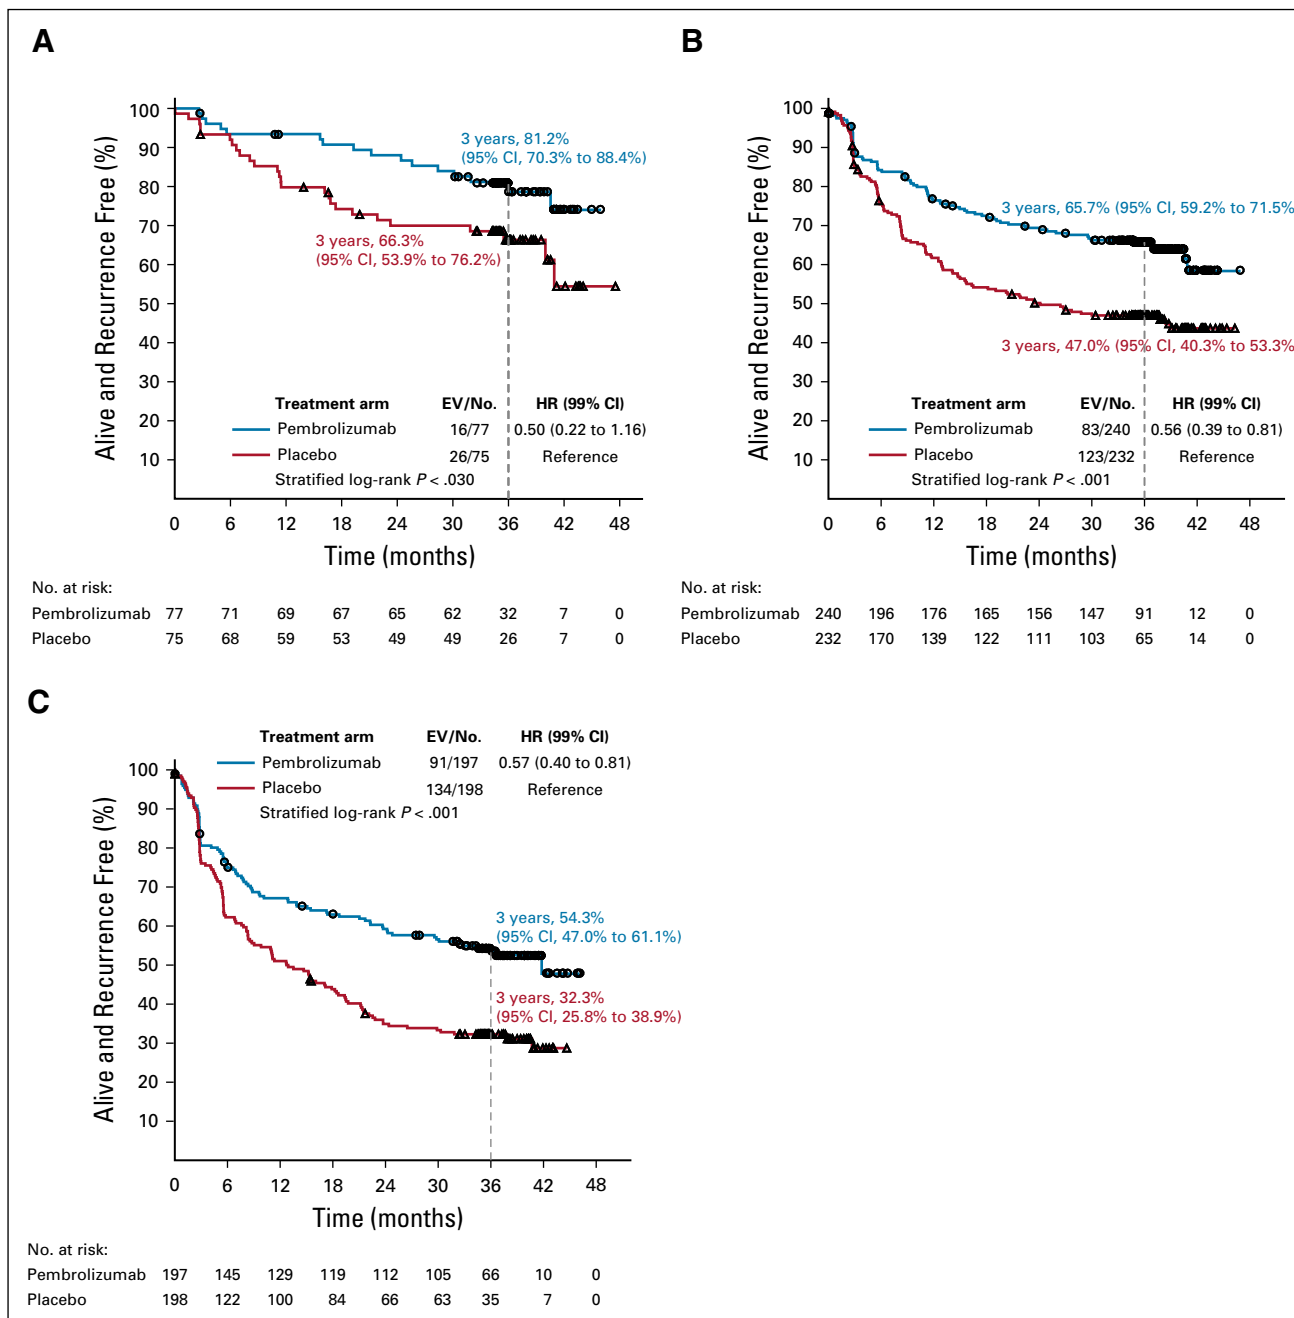 A
Alive and Recurrence Free (%)
100
90
80
70
60
50
40
30
20
10
3 years, 81.2%
(95% CI, 70.3% to 88.4%)
3 years, 66.3%
(95% CI, 53.9% to 76.2%)
Treatment arm EV/No. HR (99% CI)
Pembrolizumab 16/77 0.50 (0.22 to 1.16)
Placebo 26/75 Reference
Stratified log-rank P < .030
0 6 12 18 24 30 36 42 48
Time (months)
No. at risk:
Pembrolizumab 77 71 69 67 65 62 32 7 0
Placebo 75 68 59 53 49 49 26 7 0
B
Alive and Recurrence Free (%)
100
90
80
70
60
50
40
30
20
10
3 years, 65.7% (95% CI, 59.2% to 71.5%
3 years, 47.0% (95% CI, 40.3% to 53.3%
Treatment arm EV/No. HR (99% CI)
Pembrolizumab 83/240 0.56 (0.39 to 0.81)
Placebo 123/232 Reference
Stratified log-rank P < .001
0 6 12 18 24 30 36 42 48
Time (months)
No. at risk:
Pembrolizumab 240 196 176 165 156 147 91 12 0
Placebo 232 170 139 122 111 103 65 14 0
C
Treatment arm EV/No. HR (99% CI)
Pembrolizumab 91/197 0.57 (0.40 to 0.81)
Placebo 134/198 Reference
Stratified log-rank P < .001
Alive and Recurrence Free (%)
100
90
80
70
60
50
40
30
20
10
3 years, 54.3%
(95% CI, 47.0% to 61.1%)
3 years, 32.3%
(95% CI, 25.8% to 38.9%)
0 6 12 18 24 30 36 42 48
Time (months)
No. at risk:
Pembrolizumab 197 145 129 119 112 105 66 10 0
Placebo 198 122 100 84 66 63 35 7 0